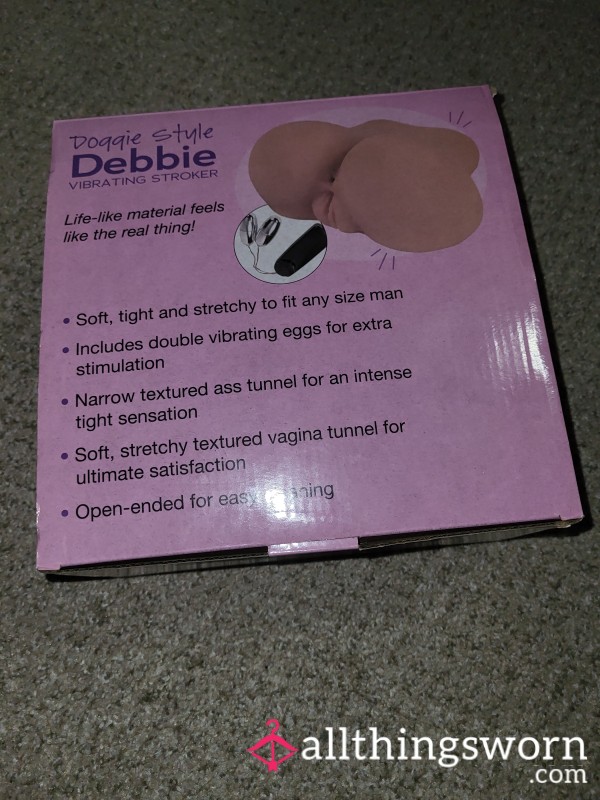 Doggie Style
Debbie
VIBRATING STROKER
Life-like material feels
like the real thing!
• Soft, tight and stretchy to fit any size man
• Includes double vibrating eggs for extra
stimulation
• Narrow textured ass tunnel for an intense
tight sensation
• Soft, stretchy textured vagina tunnel for
ultimate satisfaction
• Open-ended for easy
allthingsworn
.com